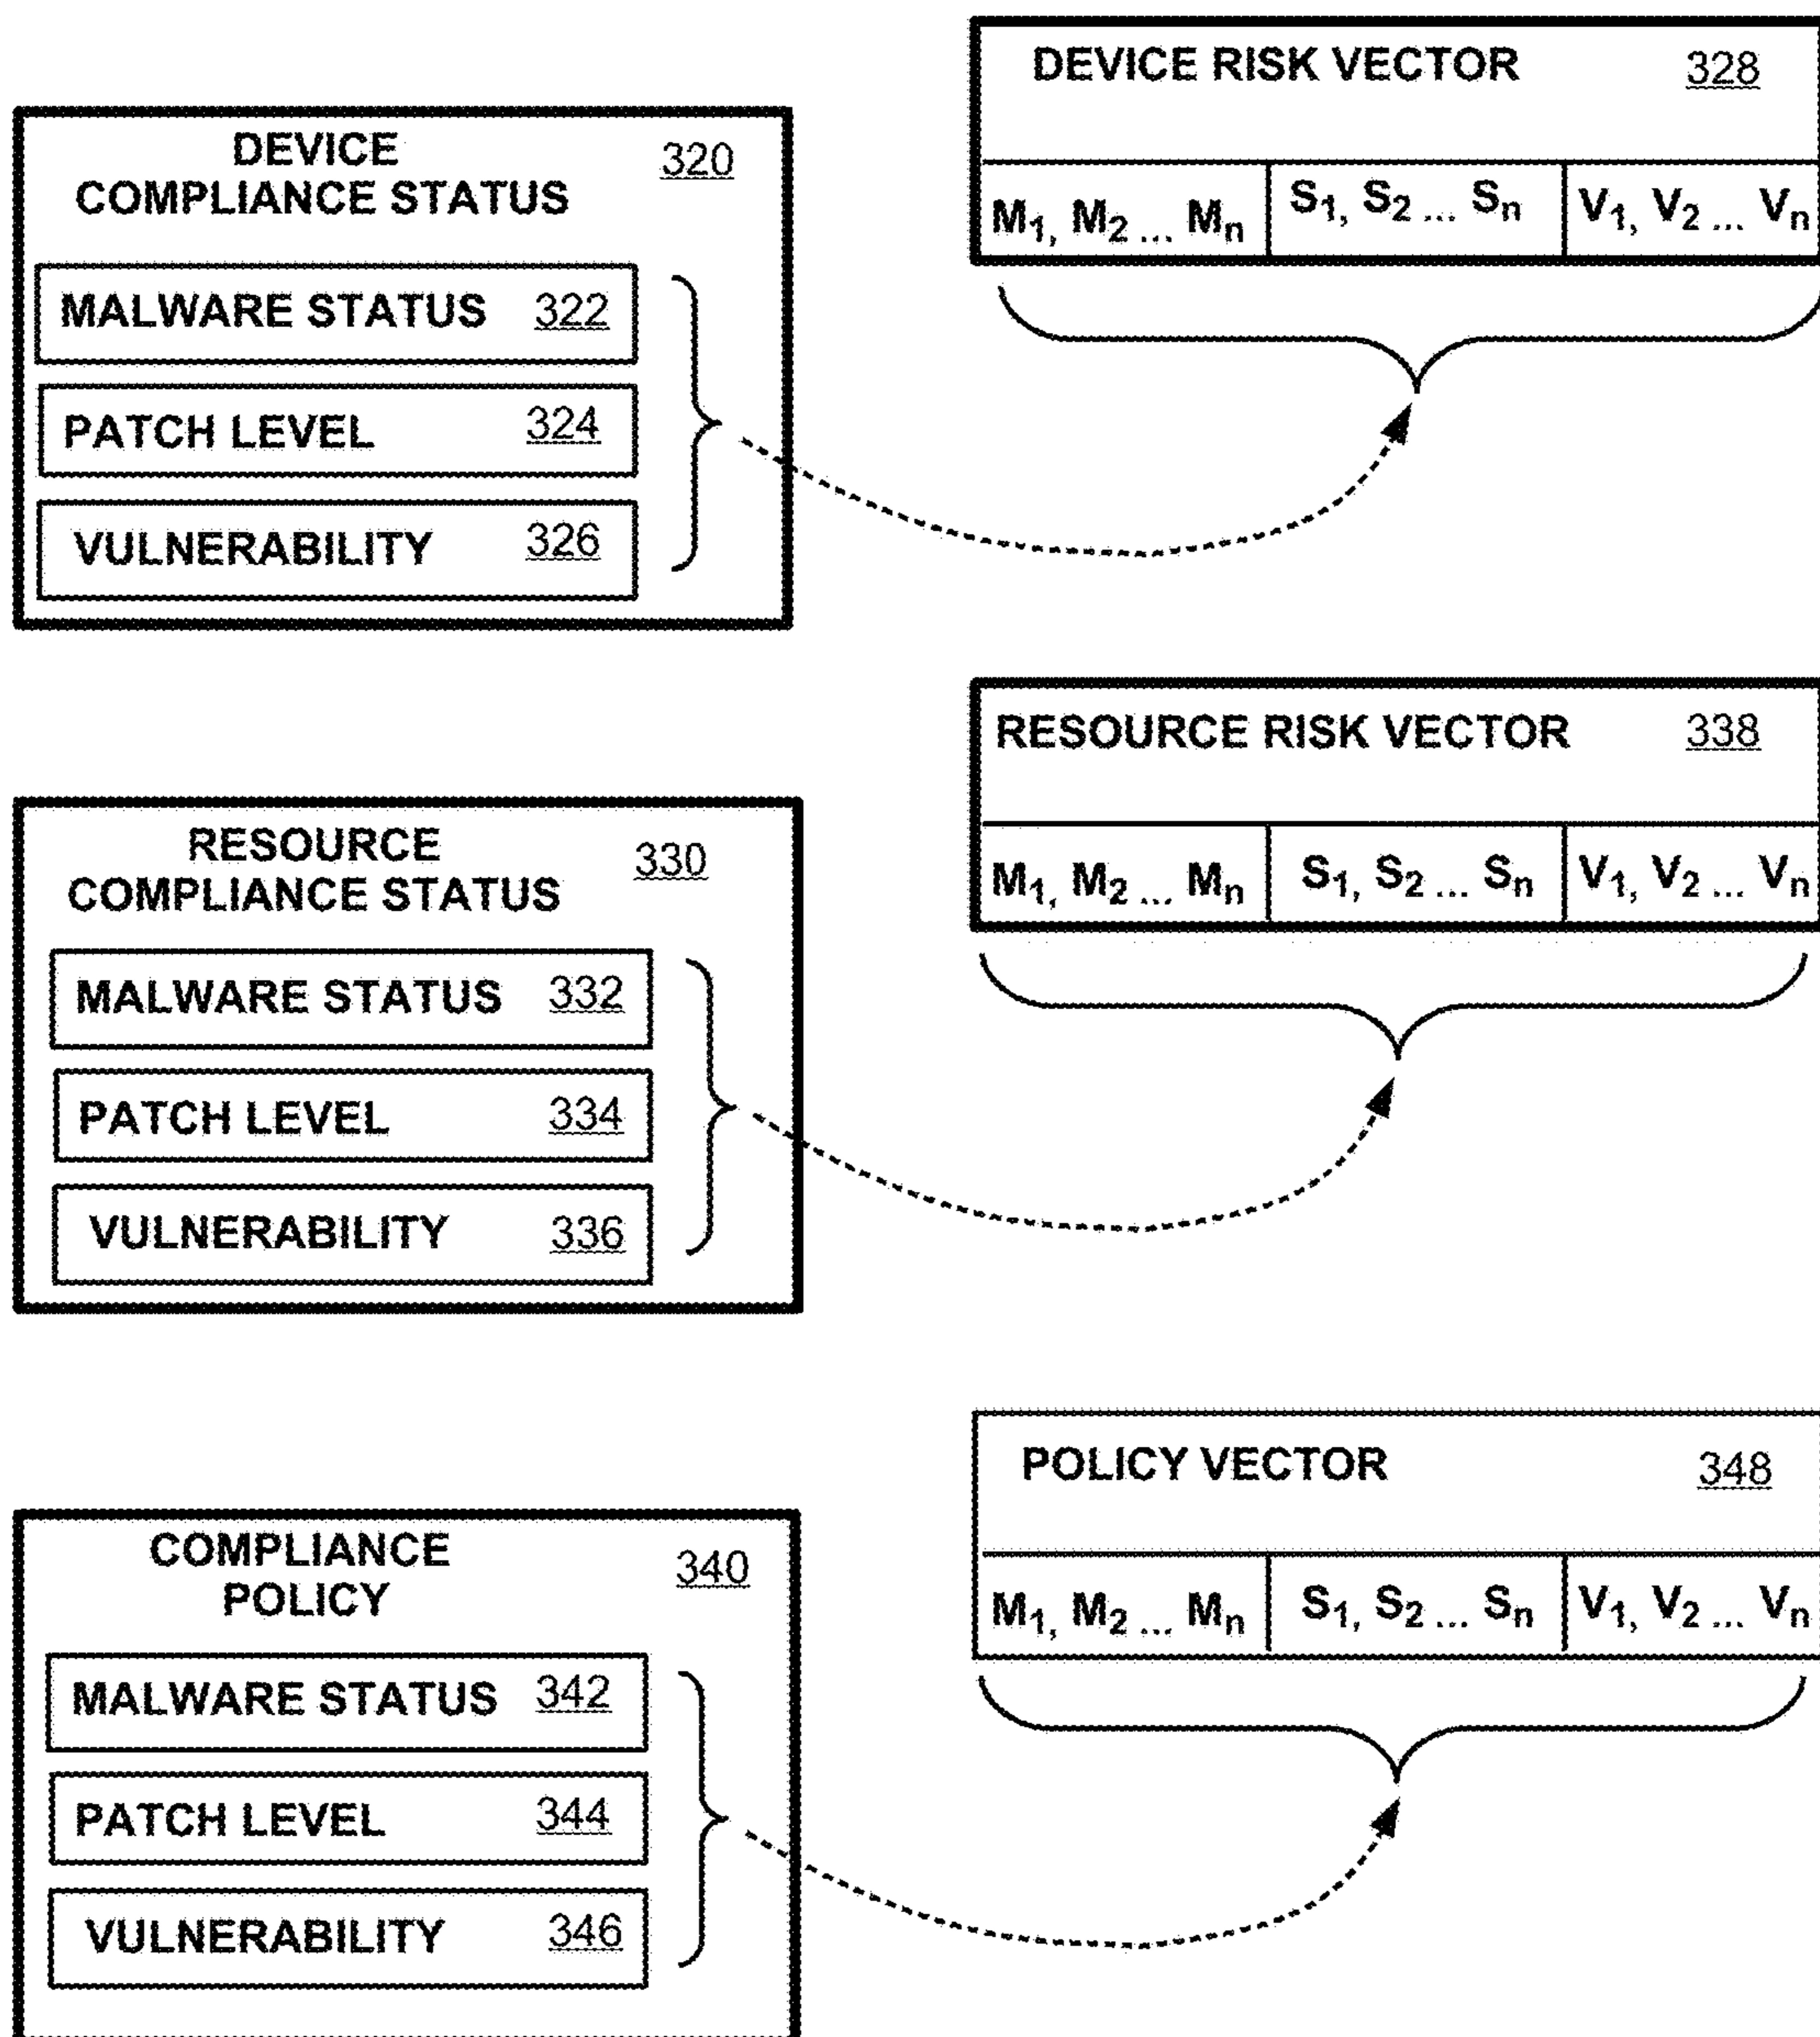 DEVICE RISK VECTOR 328
M₁, M₂ ... Mₙ S₁, S₂ ... Sₙ V₁, V₂ ... Vₙ
DEVICE
COMPLIANCE STATUS 320
MALWARE STATUS 322
PATCH LEVEL 324
VULNERABILITY 326
RESOURCE RISK VECTOR 338
M₁, M₂ ... Mₙ S₁, S₂ ... Sₙ V₁, V₂ ... Vₙ
RESOURCE
COMPLIANCE STATUS 330
MALWARE STATUS 332
PATCH LEVEL 334
VULNERABILITY 336
POLICY VECTOR 348
M₁, M₂ ... Mₙ S₁, S₂ ... Sₙ V₁, V₂ ... Vₙ
COMPLIANCE
POLICY 340
MALWARE STATUS 342
PATCH LEVEL 344
VULNERABILITY 346